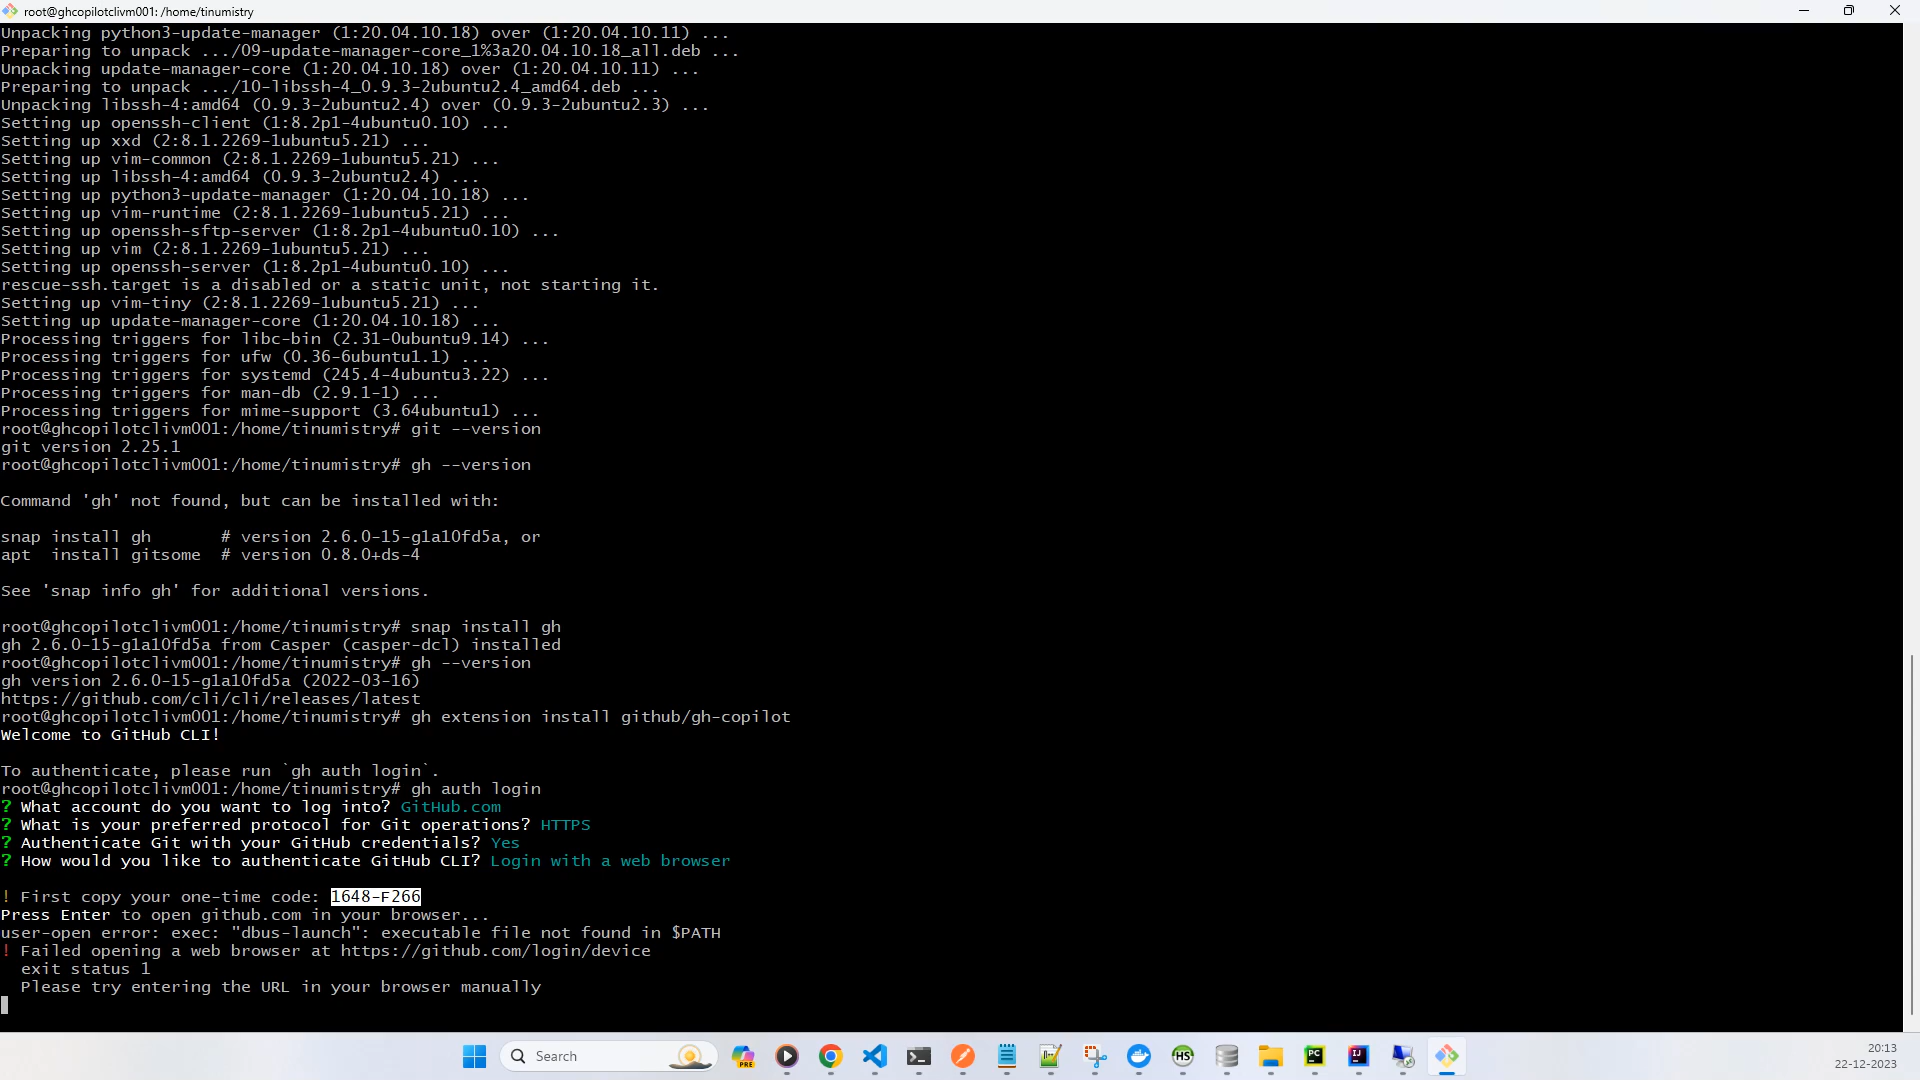 root@ghcopilotclivm001: /home/tinumistry
Unpacking python3-update-manager (1:20.04.10.18) over (1:20.04.10.11) ...
Preparing to unpack .../09-update-manager-core_1%3a20.04.10.18_all.deb ...
Unpacking update-manager-core (1:20.04.10.18) over (1:20.04.10.11) ...
Preparing to unpack .../10-libssh-4_0.9.3-2ubuntu2.4_amd64.deb ...
Unpacking libssh-4:amd64 (0.9.3-2ubuntu2.4) over (0.9.3-2ubuntu2.3) ...
Setting up openssh-client (1:8.2p1-4ubuntu0.10) ...
Setting up xxd (2:8.1.2269-1ubuntu5.21) ...
Setting up vim-common (2:8.1.2269-1ubuntu5.21) ...
Setting up libssh-4:amd64 (0.9.3-2ubuntu2.4) ...
Setting up python3-update-manager (1:20.04.10.18) ...
Setting up vim-runtime (2:8.1.2269-1ubuntu5.21) ...
Setting up openssh-sftp-server (1:8.2p1-4ubuntu0.10) ...
Setting up vim (2:8.1.2269-1ubuntu5.21) ...
Setting up openssh-server (1:8.2p1-4ubuntu0.10) ...
rescue-ssh.target is a disabled or a static unit, not starting it.
Setting up vim-tiny (2:8.1.2269-1ubuntu5.21) ...
Setting up update-manager-core (1:20.04.10.18) ...
Processing triggers for libc-bin (2.31-0ubuntu9.14) ...
Processing triggers for ufw (0.36-6ubuntu1.1) ...
Processing triggers for systemd (245.4-4ubuntu3.22) ...
Processing triggers for man-db (2.9.1-1) ...
Processing triggers for mime-support (3.64ubuntu1) ...
root@ghcopilotclivm001:/home/tinumistry# git --version
git version 2.25.1
root@ghcopilotclivm001:/home/tinumistry# gh --version
Command 'gh' not found, but can be installed with:
snap install gh       # version 2.6.0-15-g1a10fd5a, or
apt  install gitsome  # version 0.8.0+ds-4
See 'snap info gh' for additional versions.
root@ghcopilotclivm001:/home/tinumistry# snap install gh
gh 2.6.0-15-g1a10fd5a from Casper (casper-dcl) installed
root@ghcopilotclivm001:/home/tinumistry# gh --version
gh version 2.6.0-15-g1a10fd5a (2022-03-16)
https://github.com/cli/cli/releases/latest
root@ghcopilotclivm001:/home/tinumistry# gh extension install github/gh-copilot
Welcome to GitHub CLI!
To authenticate, please run `gh auth login`.
root@ghcopilotclivm001:/home/tinumistry# gh auth login
? What account do you want to log into? GitHub.com
? What is your preferred protocol for Git operations? HTTPS
? Authenticate Git with your GitHub credentials? Yes
? How would you like to authenticate GitHub CLI? Login with a web browser
! First copy your one-time code: 1648-F266
Press Enter to open github.com in your browser...
user-open error: exec: "dbus-launch": executable file not found in $PATH
! Failed opening a web browser at https://github.com/login/device
  exit status 1
  Please try entering the URL in your browser manually
Search
PRE
HS
PC
IJ
20:13
22-12-2023